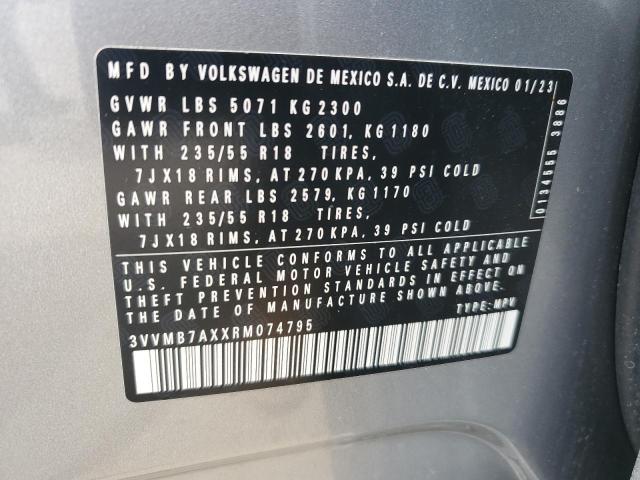 MFD BY VOLKSWAGEN DE MEXICO S.A. DE C.V. MEXICO 01/23
GVWR LBS 5071 KG 2300
GAWR FRONT LBS 2601, KG 1180
WITH 235/55 R18 TIRES,
7JX18 RIMS, AT 270 KPA, 39 PSI COLD
GAWR REAR LBS 2579, KG 1170
WITH 235/55 R18 TIRES,
7JX18 RIMS, AT 270 KPA, 39 PSI COLD
THIS VEHICLE CONFORMS TO ALL APPLICABLE
U.S. FEDERAL MOTOR VEHICLE SAFETY AND
THEFT PREVENTION STANDARDS IN EFFECT ON
THE DATE OF MANUFACTURE SHOWN ABOVE.
TYPE: MPV
3VVMB7AXXRM074795
0134555 3886